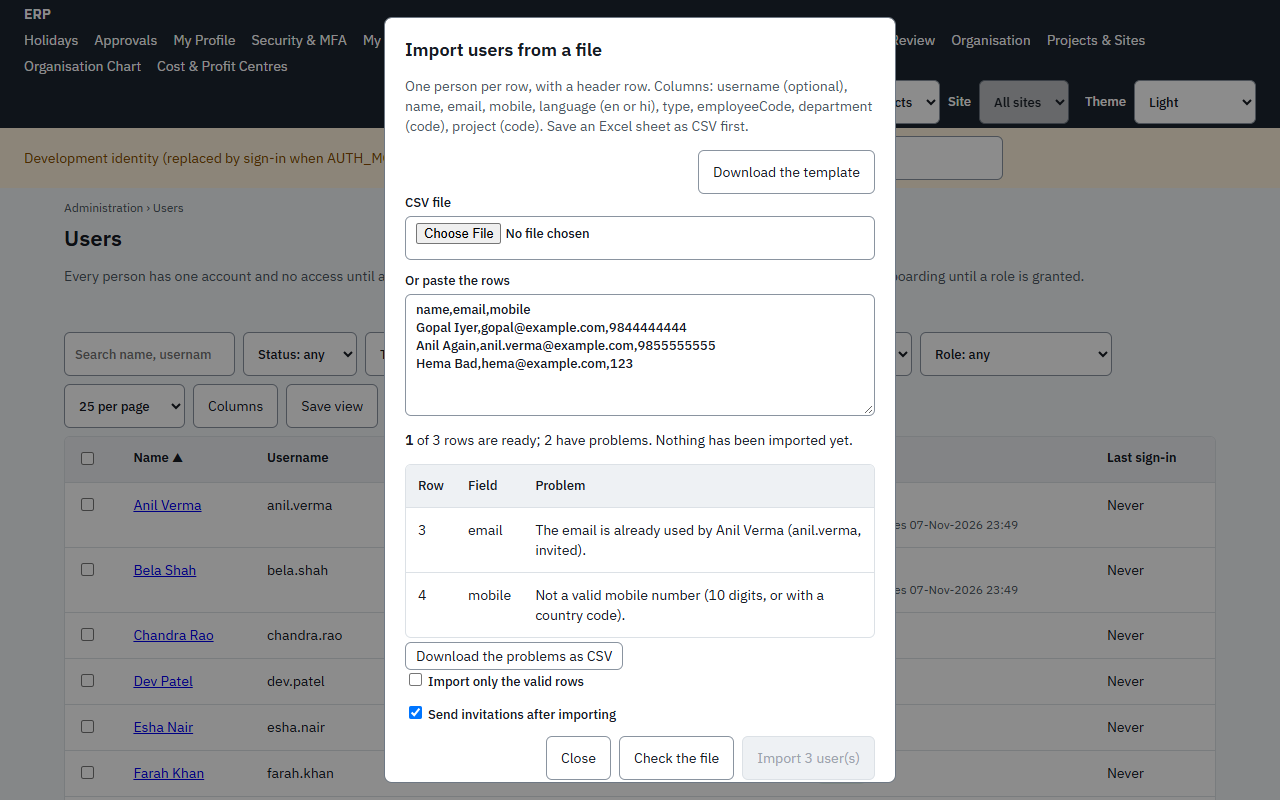 ERP
Holidays Approvals My Profile Security & MFA My
Review Organisation Projects & Sites
Organisation Chart Cost & Profit Centres
Site All sites Theme Light
Development identity (replaced by sign-in when
Administration › Users
Users
Every person has one account and no access until a
boarding until a role is granted.
Search name, usernam Status: any Role: any
25 per page Columns Save view
Name ▲ Username Last sign-in
Anil Verma anil.verma Never
07-Nov-2026 23:49
Bela Shah bela.shah Never
07-Nov-2026 23:49
Chandra Rao chandra.rao Never
Dev Patel dev.patel Never
Esha Nair esha.nair Never
Farah Khan farah.khan Never
Import users from a file
One person per row, with a header row. Columns: username (optional),
name, email, mobile, language (en or hi), type, employeeCode, department
(code), project (code). Save an Excel sheet as CSV first.
Download the template
CSV file
Choose File No file chosen
Or paste the rows
name,email,mobile
Gopal Iyer,gopal@example.com,9844444444
Anil Again,anil.verma@example.com,9855555555
Hema Bad,hema@example.com,123
1 of 3 rows are ready; 2 have problems. Nothing has been imported yet.
Row Field Problem
3 email The email is already used by Anil Verma (anil.verma,
invited).
4 mobile Not a valid mobile number (10 digits, or with a
country code).
Download the problems as CSV
Import only the valid rows
Send invitations after importing
Close Check the file Import 3 user(s)